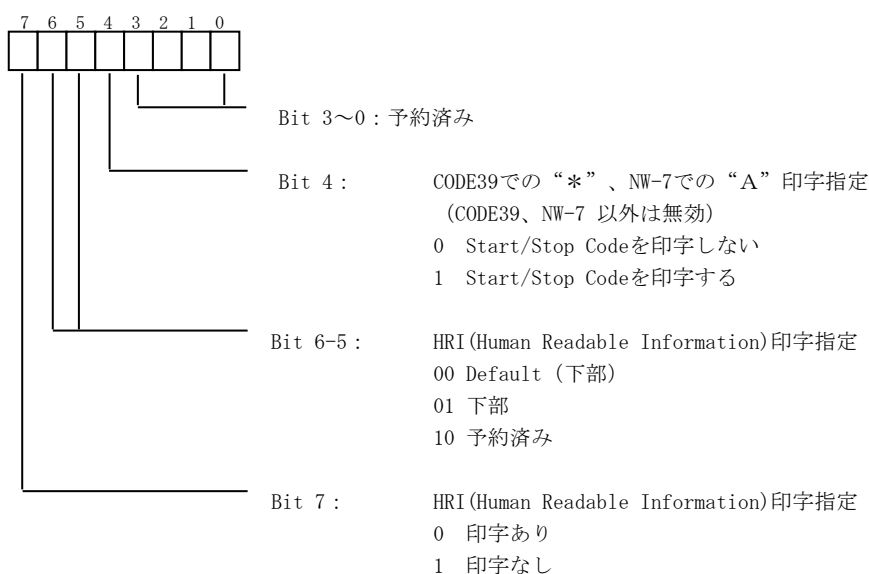 7 6 5 4 3 2 1 0
Bit 3～0：予約済み
Bit 4： CODE39での“＊”、NW-7での“A”印字指定
(CODE39、NW-7 以外は無効)
0 Start/Stop Codeを印字しない
1 Start/Stop Codeを印字する
Bit 6-5： HRI(Human Readable Information)印字指定
00 Default (下部)
01 下部
10 予約済み
Bit 7： HRI(Human Readable Information)印字指定
0 印字あり
1 印字なし